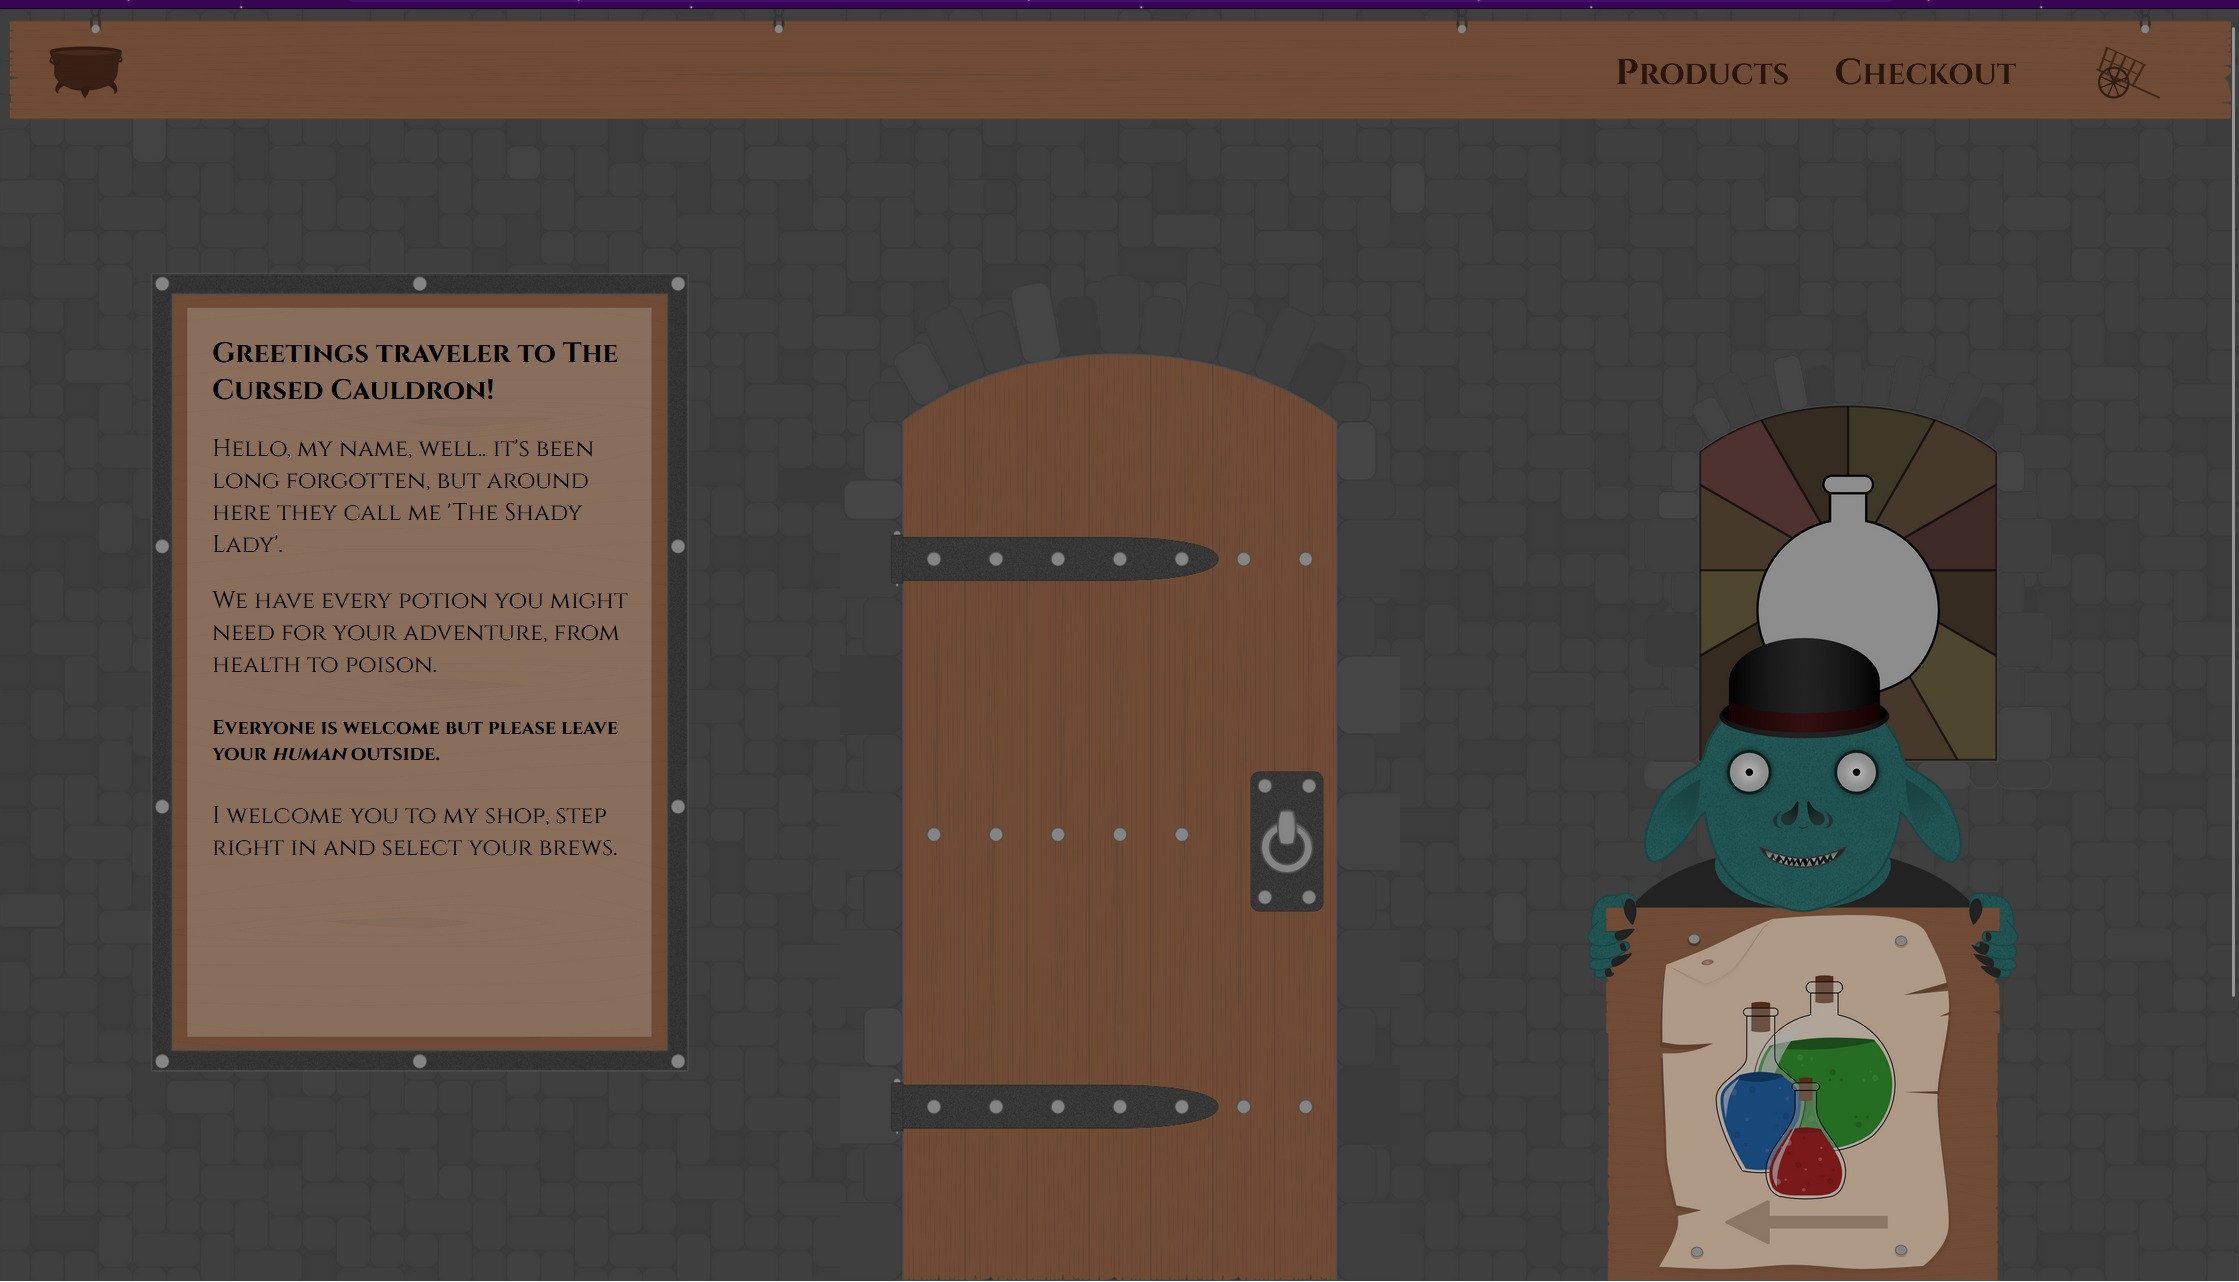 Products Checkout
Greetings traveler to The
Cursed Cauldron!
Hello, my name, well.. it's been
long forgotten, but around
here they call me 'The Shady
Lady'.
We have every potion you might
need for your adventure, from
health to poison.
Everyone is welcome but please leave
your human outside.
I welcome you to my shop, step
right in and select your brews.